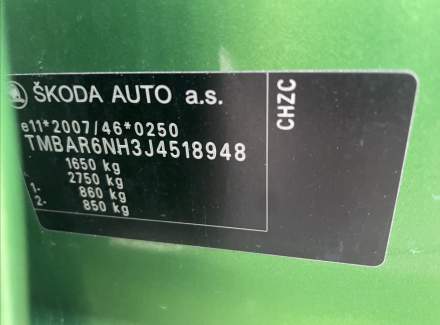 ŠKODA AUTO a.s.
e11*2007/46*0250
TMBAR6NH3J4518948
1650 kg
2750 kg
1- 860 kg
2- 850 kg
CHZC